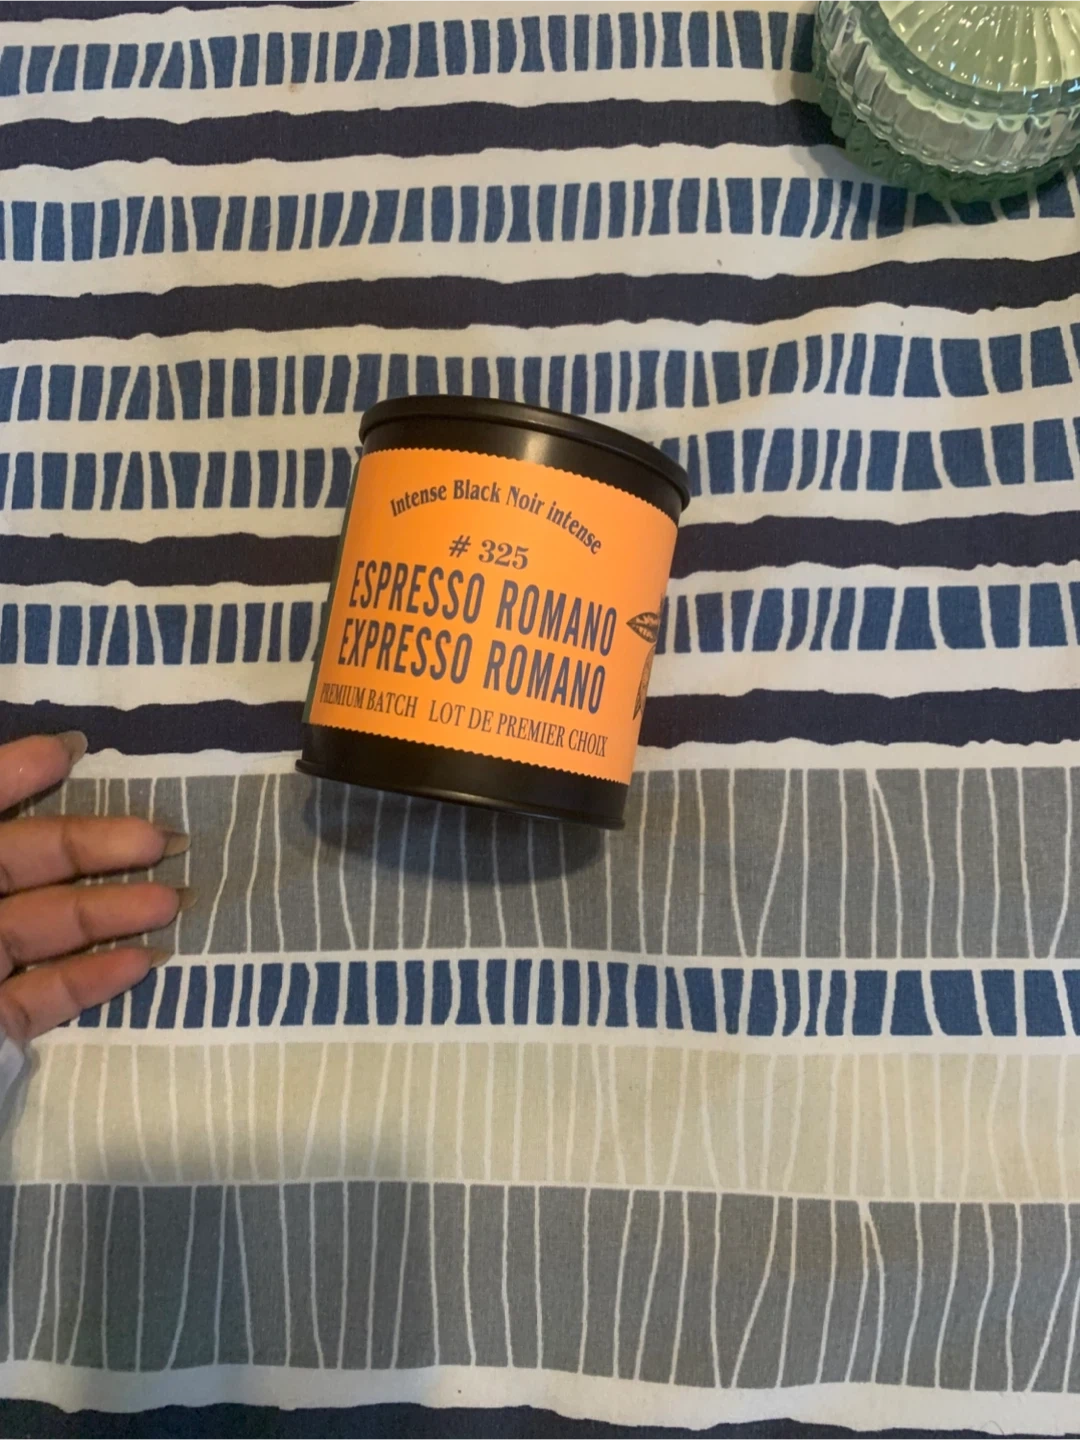 Intense Black Noir intense
# 325
ESPRESSO ROMANO
EXPRESSO ROMANO
PREMIUM BATCH LOT DE PREMIER CHOIX